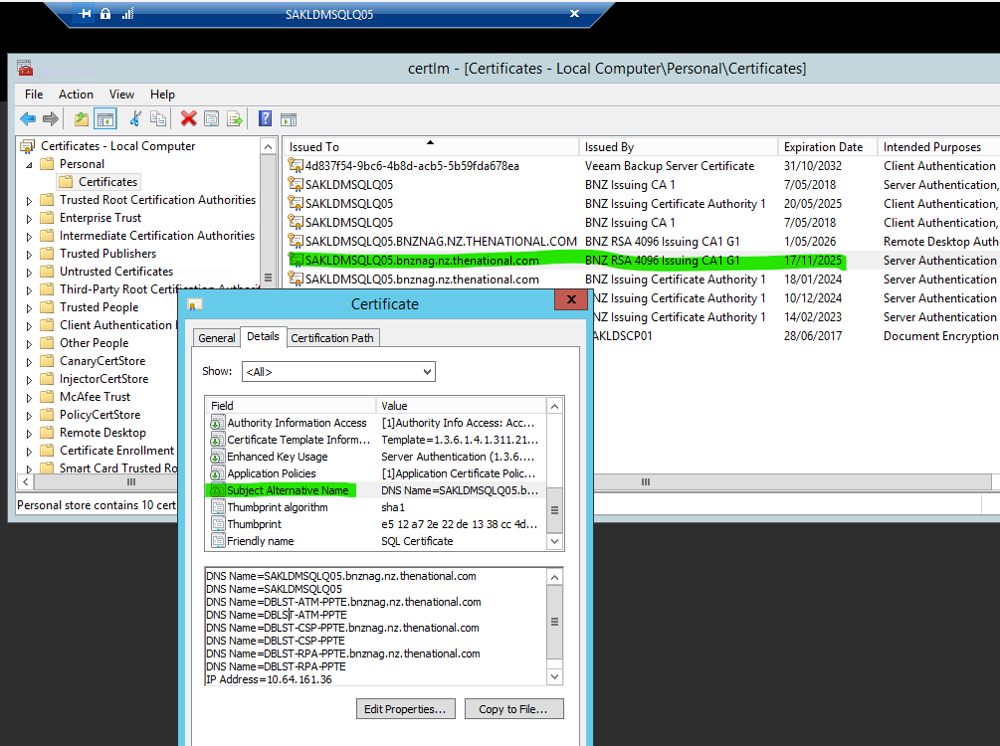 SAKLDMSQLQ05
certlm - [Certificates - Local Computer\Personal\Certificates]
File Action View Help
Certificates - Local Computer
Personal
Certificates
Trusted Root Certification Authorities
Enterprise Trust
Intermediate Certification Authorities
Trusted Publishers
Untrusted Certificates
Third-Party Root Certification Authorit
Trusted People
Client Authentication
Other People
CanaryCertStore
InjectorCertStore
McAfee Trust
PolicyCertStore
Remote Desktop
Certificate Enrollment
Smart Card Trusted Ro
Issued To Issued By Expiration Date Intended Purposes
4d837f54-9bc6-4b8d-acb5-5b59fda678ea Veeam Backup Server Certificate 31/10/2032 Client Authentication
SAKLDMSQLQ05 BNZ Issuing CA 1 7/05/2018 Server Authentication,
SAKLDMSQLQ05 BNZ Issuing Certificate Authority 1 20/05/2025 Client Authentication,
SAKLDMSQLQ05 BNZ Issuing CA 1 7/05/2018 Client Authentication,
SAKLDMSQLQ05.BNZNAG.NZ.THENATIONAL.COM BNZ RSA 4096 Issuing CA1 G1 1/05/2026 Remote Desktop Auth
SAKLDMSQLQ05.bnznag.nz.thenational.com BNZ RSA 4096 Issuing CA1 G1 17/11/2025 Server Authentication
SAKLDMSQLQ05.bnznag.nz.thenational.com BNZ Issuing Certificate Authority 1 18/01/2024 Server Authentication
NZ Issuing Certificate Authority 1 10/12/2024 Server Authentication
NZ Issuing Certificate Authority 1 14/02/2023 Server Authentication
AKLDSCP01 28/06/2017 Document Encryption
Personal store contains 10 cert
Certificate
General Details Certification Path
Show: <All>
Field Value
Authority Information Access [1]Authority Info Access: Acc...
Certificate Template Inform... Template=1.3.6.1.4.1.311.21...
Enhanced Key Usage Server Authentication (1.3.6....
Application Policies [1]Application Certificate Polic...
Subject Alternative Name DNS Name=SAKLDMSQLQ05.b...
Thumbprint algorithm sha1
Thumbprint e5 12 a7 2e 22 de 13 38 cc 4d...
Friendly name SQL Certificate
DNS Name=SAKLDMSQLQ05.bnznag.nz.thenational.com
DNS Name=SAKLDMSQLQ05
DNS Name=DBLST-ATM-PPTE.bnznag.nz.thenational.com
DNS Name=DBLST-ATM-PPTE
DNS Name=DBLST-CSP-PPTE.bnznag.nz.thenational.com
DNS Name=DBLST-CSP-PPTE
DNS Name=DBLST-RPA-PPTE.bnznag.nz.thenational.com
DNS Name=DBLST-RPA-PPTE
IP Address=10.64.161.36
Edit Properties... Copy to File...